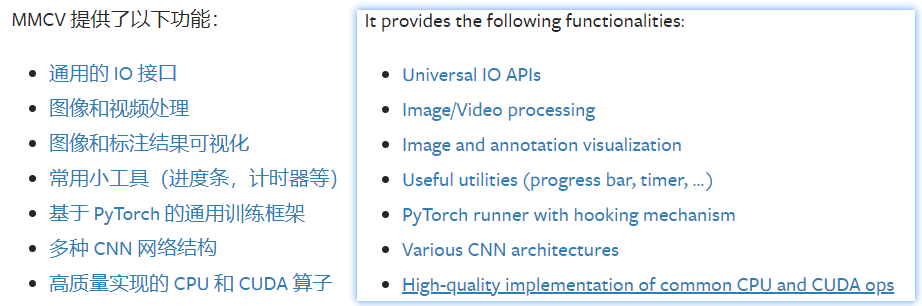 MMCV 提供了以下功能：
通用的 IO 接口
图像和视频处理
图像和标注结果可视化
常用小工具（进度条，计时器等）
基于 PyTorch 的通用训练框架
多种 CNN 网络结构
高质量实现的 CPU 和 CUDA 算子
It provides the following functionalities:
Universal IO APIs
Image/Video processing
Image and annotation visualization
Useful utilities (progress bar, timer, ...)
PyTorch runner with hooking mechanism
Various CNN architectures
High-quality implementation of common CPU and CUDA ops